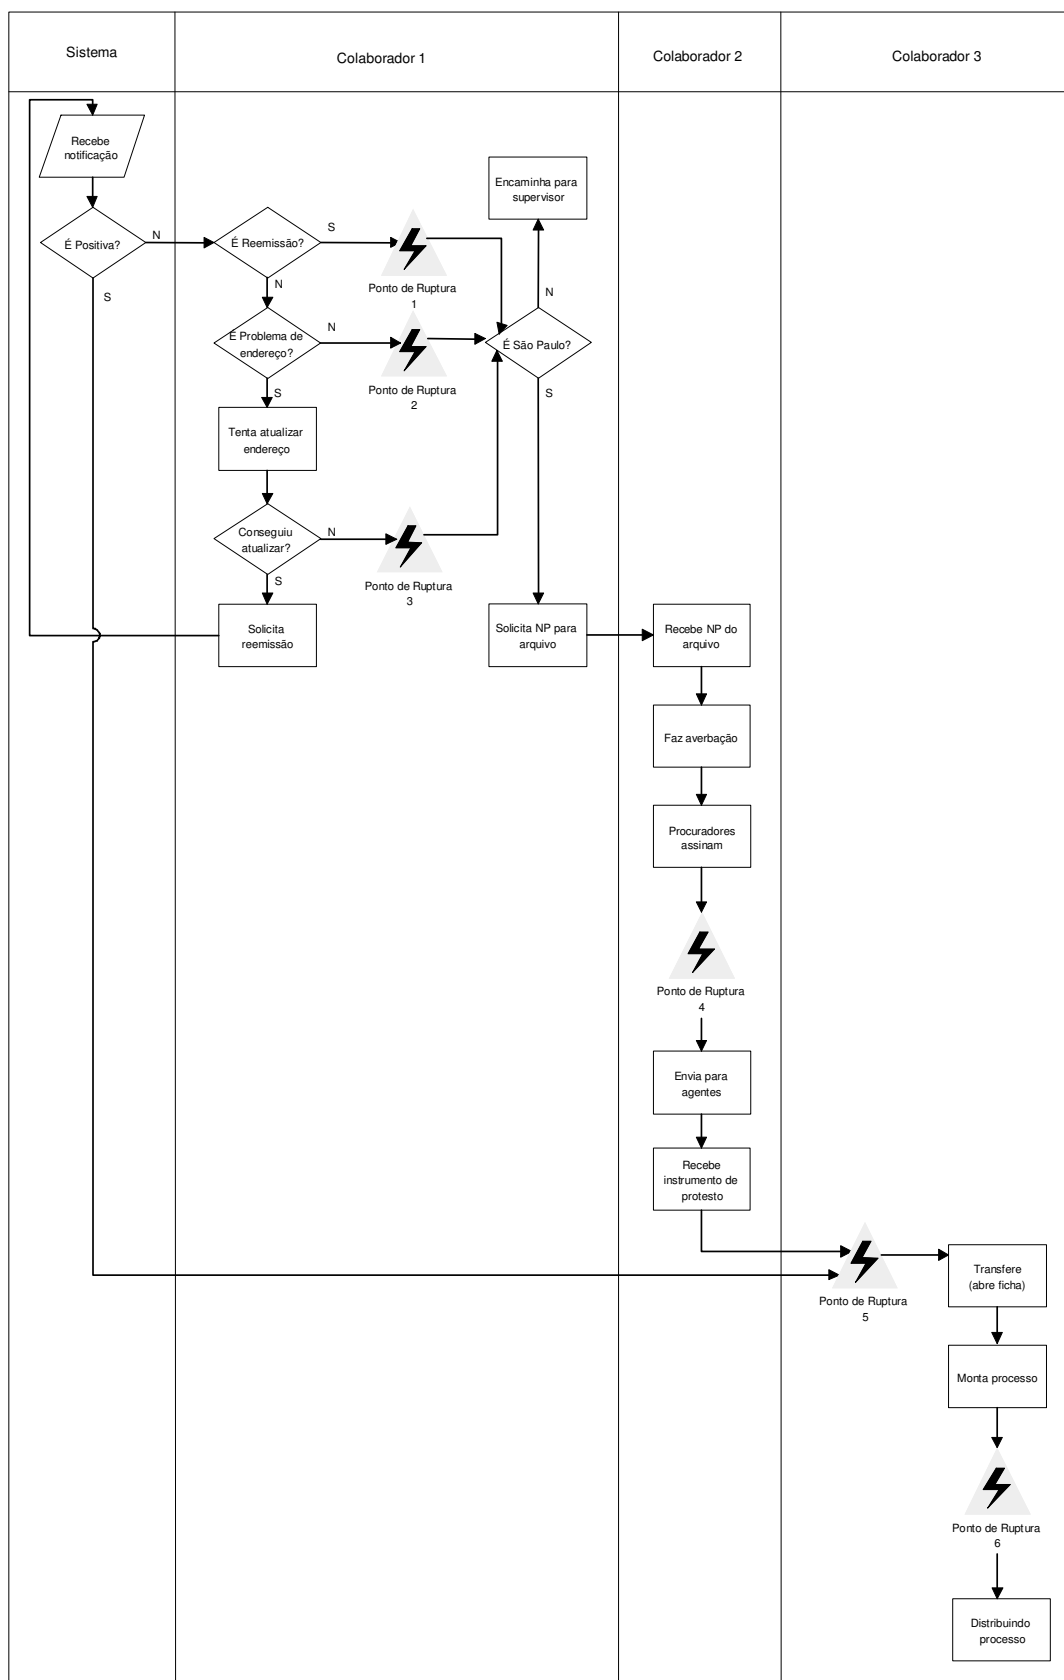 Sistema
Colaborador 1
Colaborador 2
Colaborador 3
Recebe
notificação
É Positiva?
N
S
É Reemissão?
S
N
Ponto de Ruptura
1
Encaminha para
supervisor
N
É Problema de
endereço?
N
S
Ponto de Ruptura
2
É São Paulo?
S
Tenta atualizar
endereço
Conseguiu
atualizar?
N
S
Ponto de Ruptura
3
Solicita
reemissão
Solicita NP para
arquivo
Recebe NP do
arquivo
Faz averbação
Procuradores
assinam
Ponto de Ruptura
4
Envia para
agentes
Recebe
instrumento de
protesto
Ponto de Ruptura
5
Transfere
(abre ficha)
Monta processo
Ponto de Ruptura
6
Distribuindo
processo